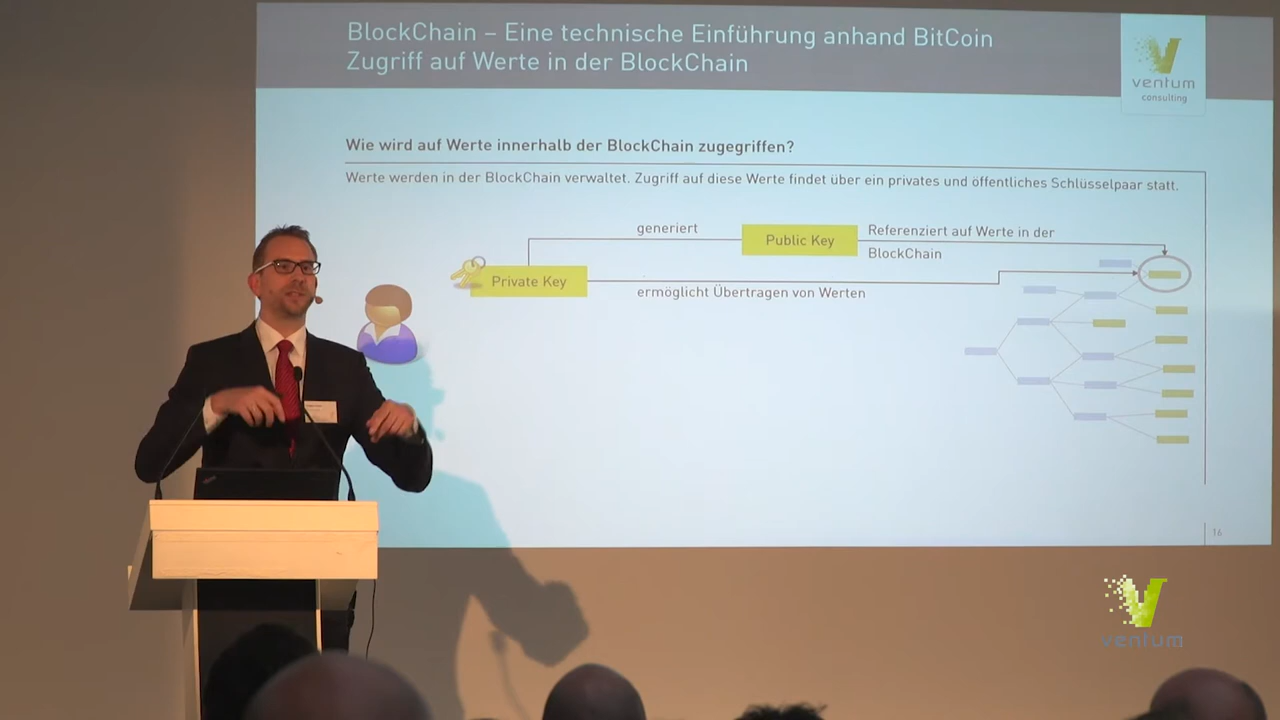 BlockChain – Eine technische Einführung anhand BitCoin
Zugriff auf Werte in der BlockChain
ventum
consulting
Wie wird auf Werte innerhalb der BlockChain zugegriffen?
Werte werden in der BlockChain verwaltet. Zugriff auf diese Werte findet über ein privates und öffentliches Schlüsselpaar statt.
generiert
Public Key
Referenziert auf Werte in der
BlockChain
Private Key
ermöglicht Übertragen von Werten
16
ventum